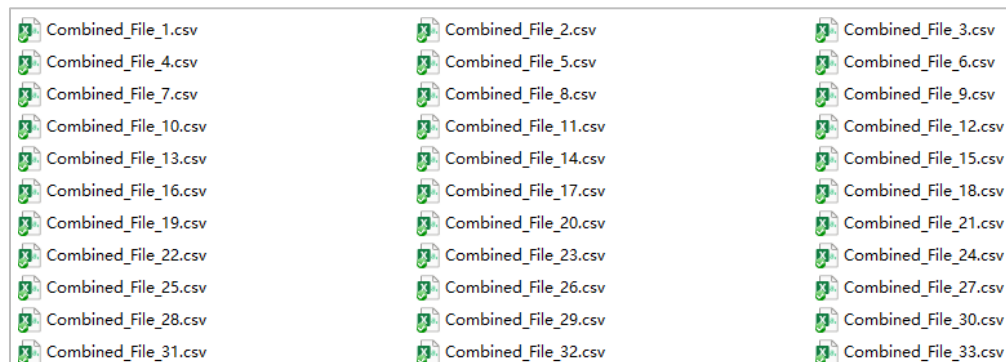 Combined_File_1.csv Combined_File_2.csv Combined_File_3.csv
Combined_File_4.csv Combined_File_5.csv Combined_File_6.csv
Combined_File_7.csv Combined_File_8.csv Combined_File_9.csv
Combined_File_10.csv Combined_File_11.csv Combined_File_12.csv
Combined_File_13.csv Combined_File_14.csv Combined_File_15.csv
Combined_File_16.csv Combined_File_17.csv Combined_File_18.csv
Combined_File_19.csv Combined_File_20.csv Combined_File_21.csv
Combined_File_22.csv Combined_File_23.csv Combined_File_24.csv
Combined_File_25.csv Combined_File_26.csv Combined_File_27.csv
Combined_File_28.csv Combined_File_29.csv Combined_File_30.csv
Combined_File_31.csv Combined_File_32.csv Combined_File_33.csv